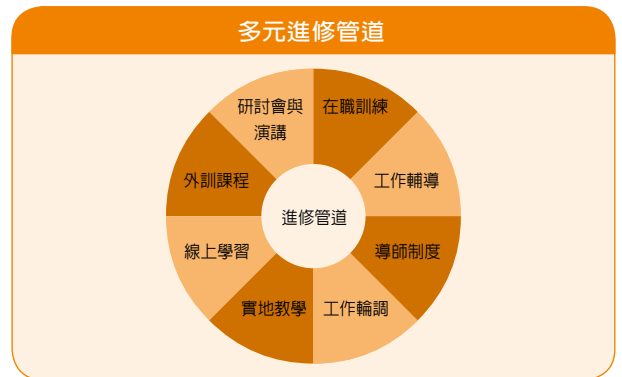 多元進修管道
研討會與
演講
在職訓練
外訓課程
工作輔導
進修管道
線上學習
導師制度
實地教學
工作輪調